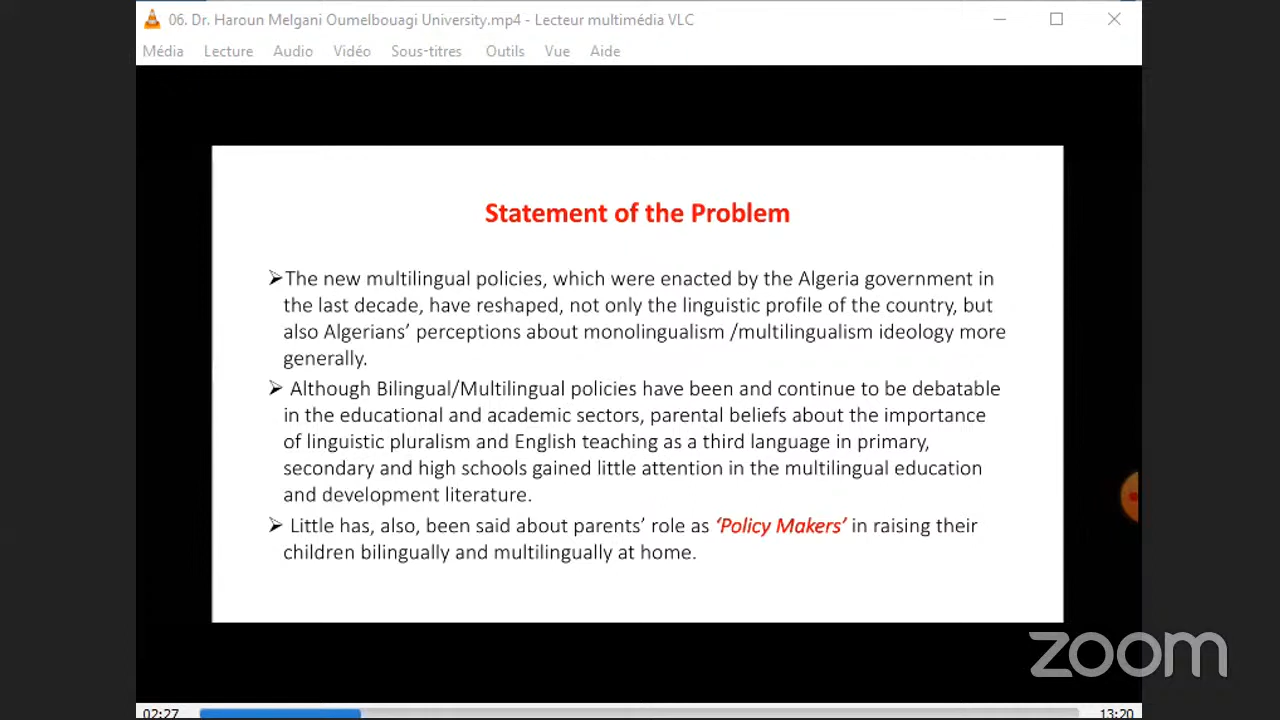 06. Dr. Haroun Melgani Oumelbouagi University.mp4 - Lecteur multimédia VLC
Média Lecture Audio Vidéo Sous-titres Outils Vue Aide
Statement of the Problem
➢The new multilingual policies, which were enacted by the Algeria government in
the last decade, have reshaped, not only the linguistic profile of the country, but
also Algerians’ perceptions about monolingualism /multilingualism ideology more
generally.
➢ Although Bilingual/Multilingual policies have been and continue to be debatable
in the educational and academic sectors, parental beliefs about the importance
of linguistic pluralism and English teaching as a third language in primary,
secondary and high schools gained little attention in the multilingual education
and development literature.
➢ Little has, also, been said about parents’ role as ‘Policy Makers’ in raising their
children bilingually and multilingually at home.
zoom
02:27 13:20